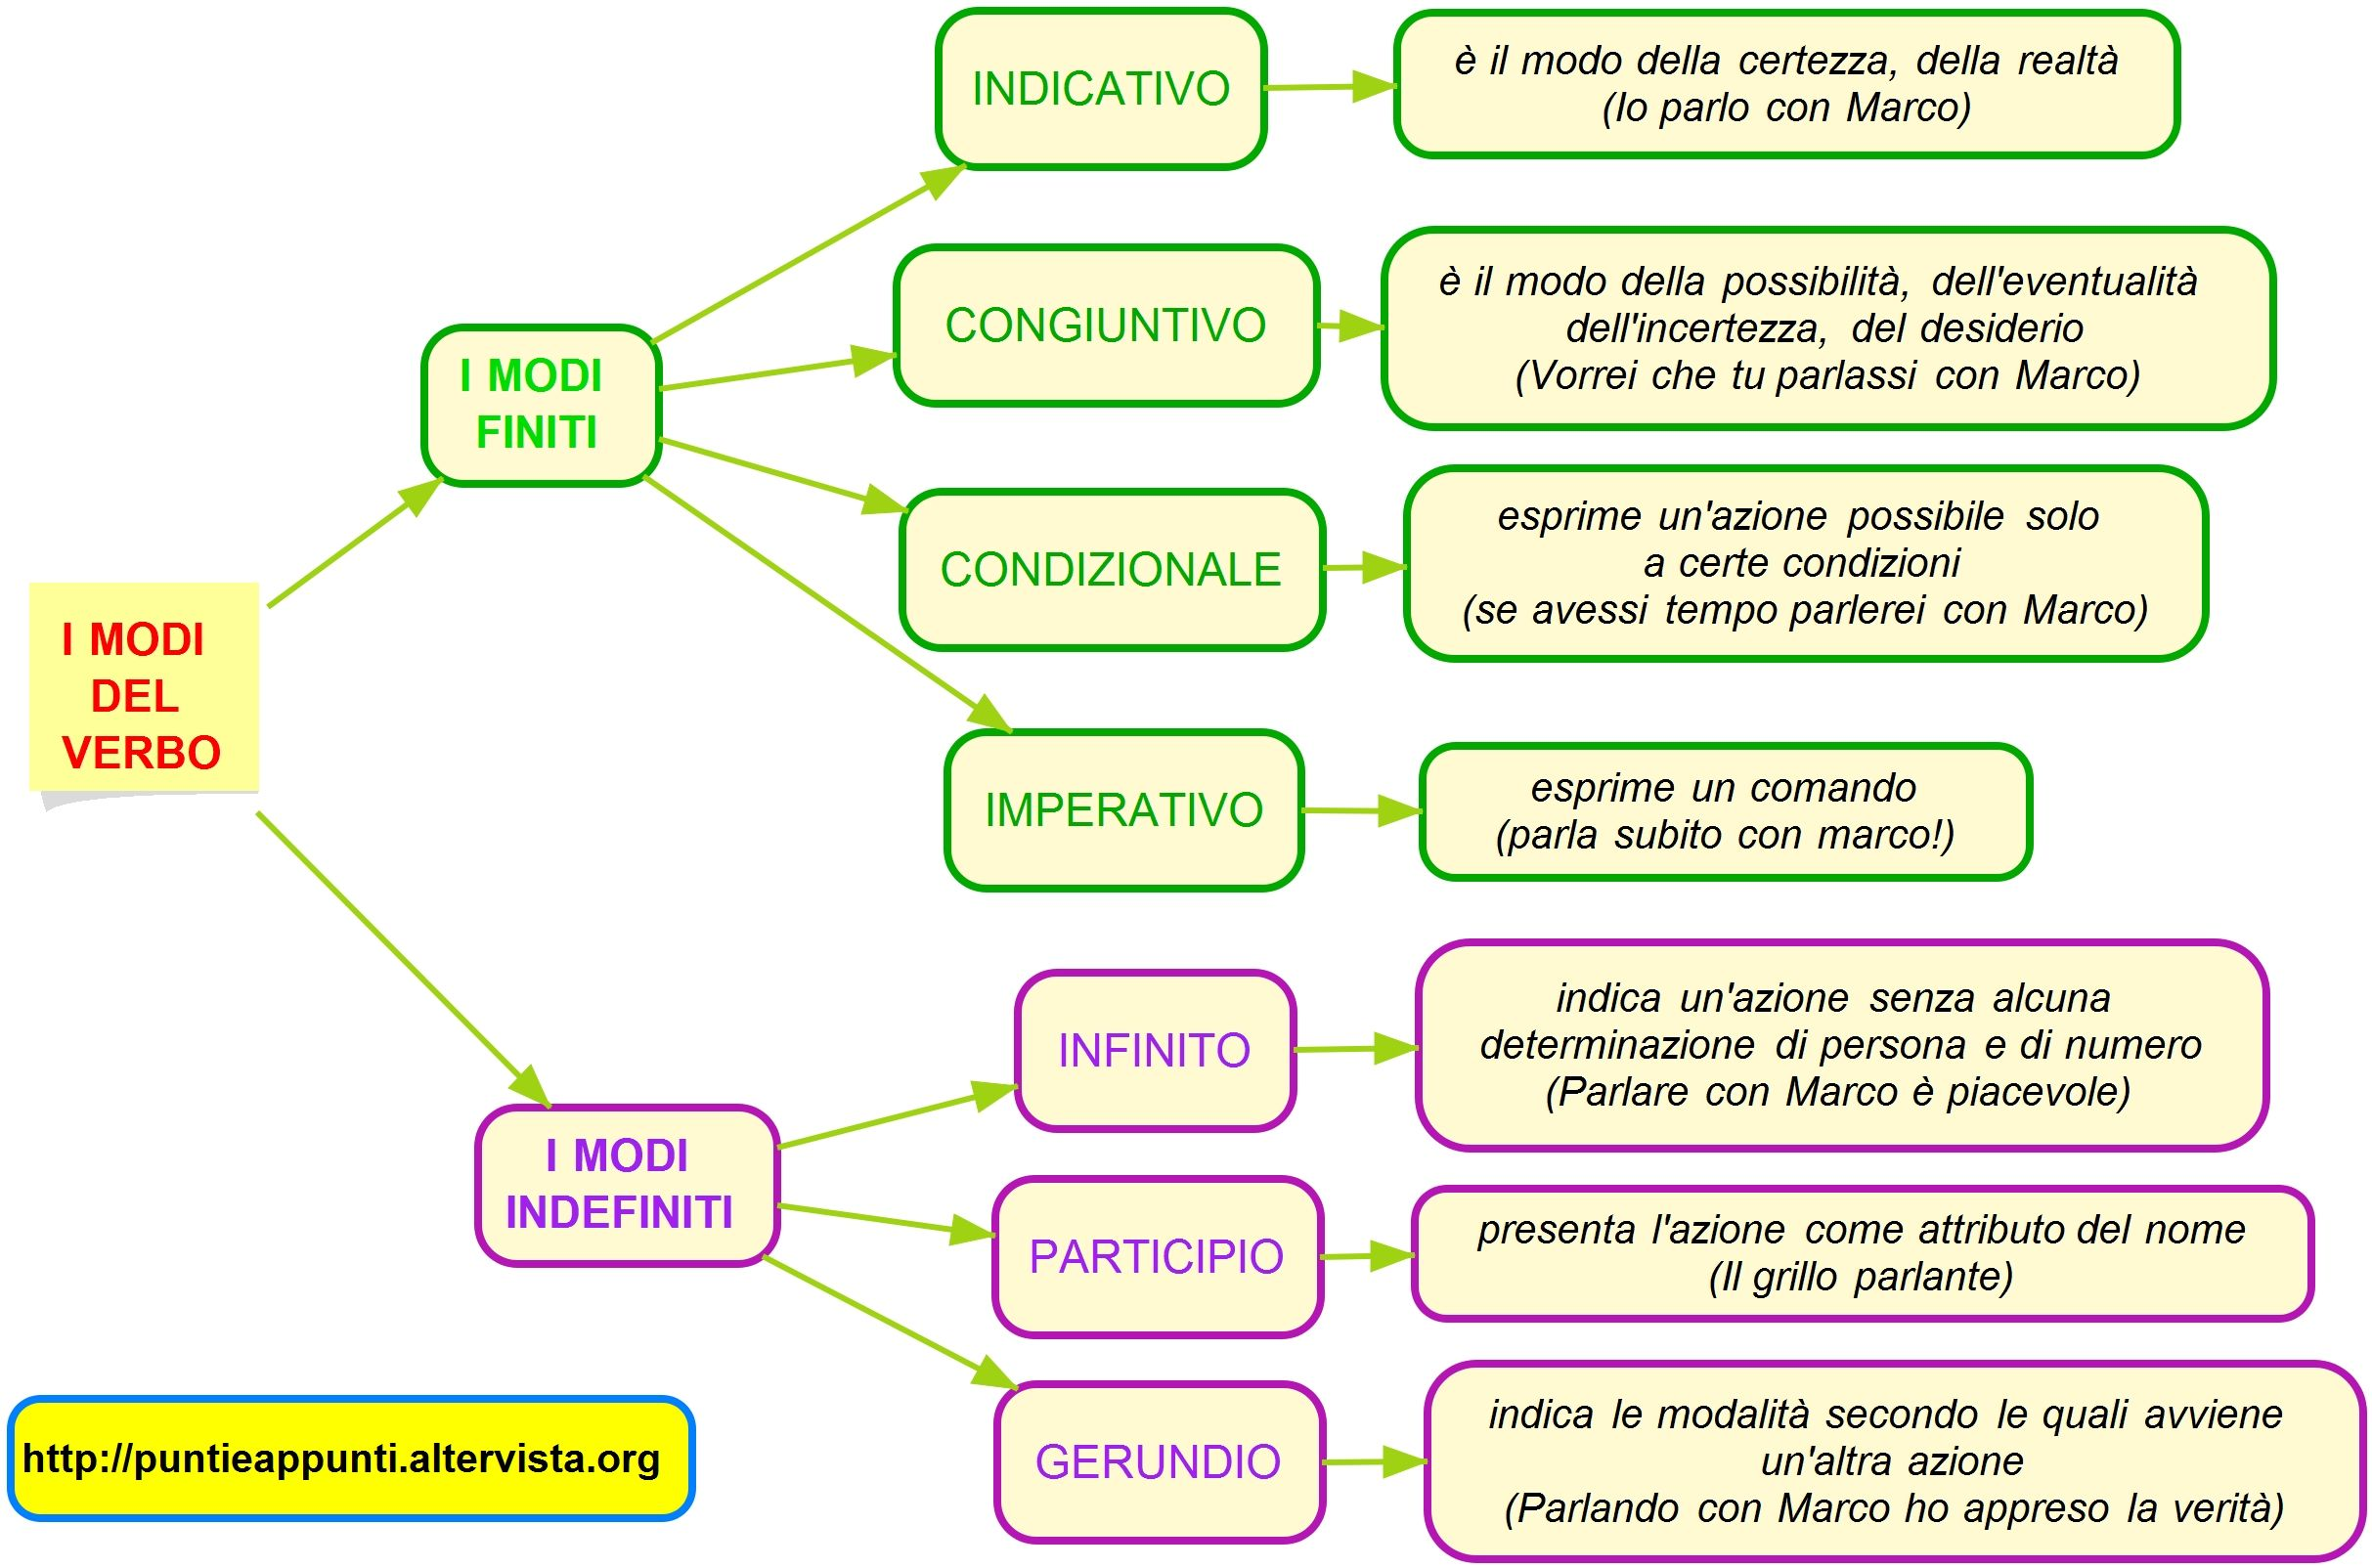 I MODI
DEL
VERBO
I MODI
FINITI
INDICATIVO
è il modo della certezza, della realtà
(Io parlo con Marco)
CONGIUNTIVO
è il modo della possibilità, dell'eventualità
dell'incertezza, del desiderio
(Vorrei che tu parlassi con Marco)
CONDIZIONALE
esprime un'azione possibile solo
a certe condizioni
(se avessi tempo parlerei con Marco)
IMPERATIVO
esprime un comando
(parla subito con marco!)
I MODI
INDEFINITI
INFINITO
indica un'azione senza alcuna
determinazione di persona e di numero
(Parlare con Marco è piacevole)
PARTICIPIO
presenta l'azione come attributo del nome
(Il grillo parlante)
GERUNDIO
indica le modalità secondo le quali avviene
un'altra azione
(Parlando con Marco ho appreso la verità)
http://puntieappunti.altervista.org